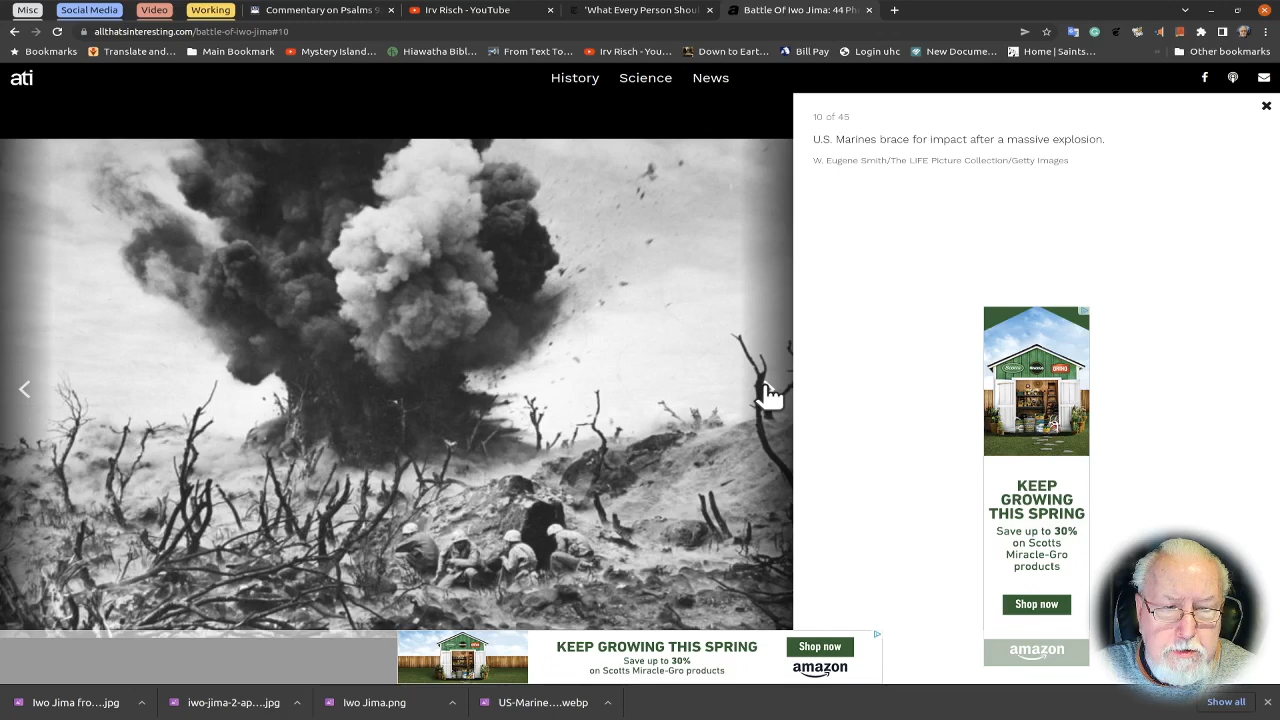 Misc
Social Media
Video
Working
Commentary on Psalms 9
Irv Risch - YouTube
'What Every Person Shoul
Battle Of Iwo Jima: 44 Ph
allthatsinteresting.com/battle-of-iwo-jima#10
Bookmarks
Translate and...
Main Bookmark
Mystery Island...
Hiawatha Bibl...
From Text To...
Irv Risch - You...
Down to Eart...
Bill Pay
Login uhc
New Docume...
Home | Saints...
Other bookmarks
ati
History
Science
News
10 of 45
U.S. Marines brace for impact after a massive explosion.
W. Eugene Smith/The LIFE Picture Collection/Getty Images
Scotts
ORTHO
KEEP
GROWING
THIS SPRING
Save up to 30%
on Scotts
Miracle-Gro
products
Shop now
amazon
KEEP GROWING THIS SPRING
Save up to 30%
on Scotts Miracle-Gro products
Shop now
amazon
Iwo Jima fro....jpg
iwo-jima-2-ap....jpg
Iwo Jima.png
US-Marine....webp
Show all